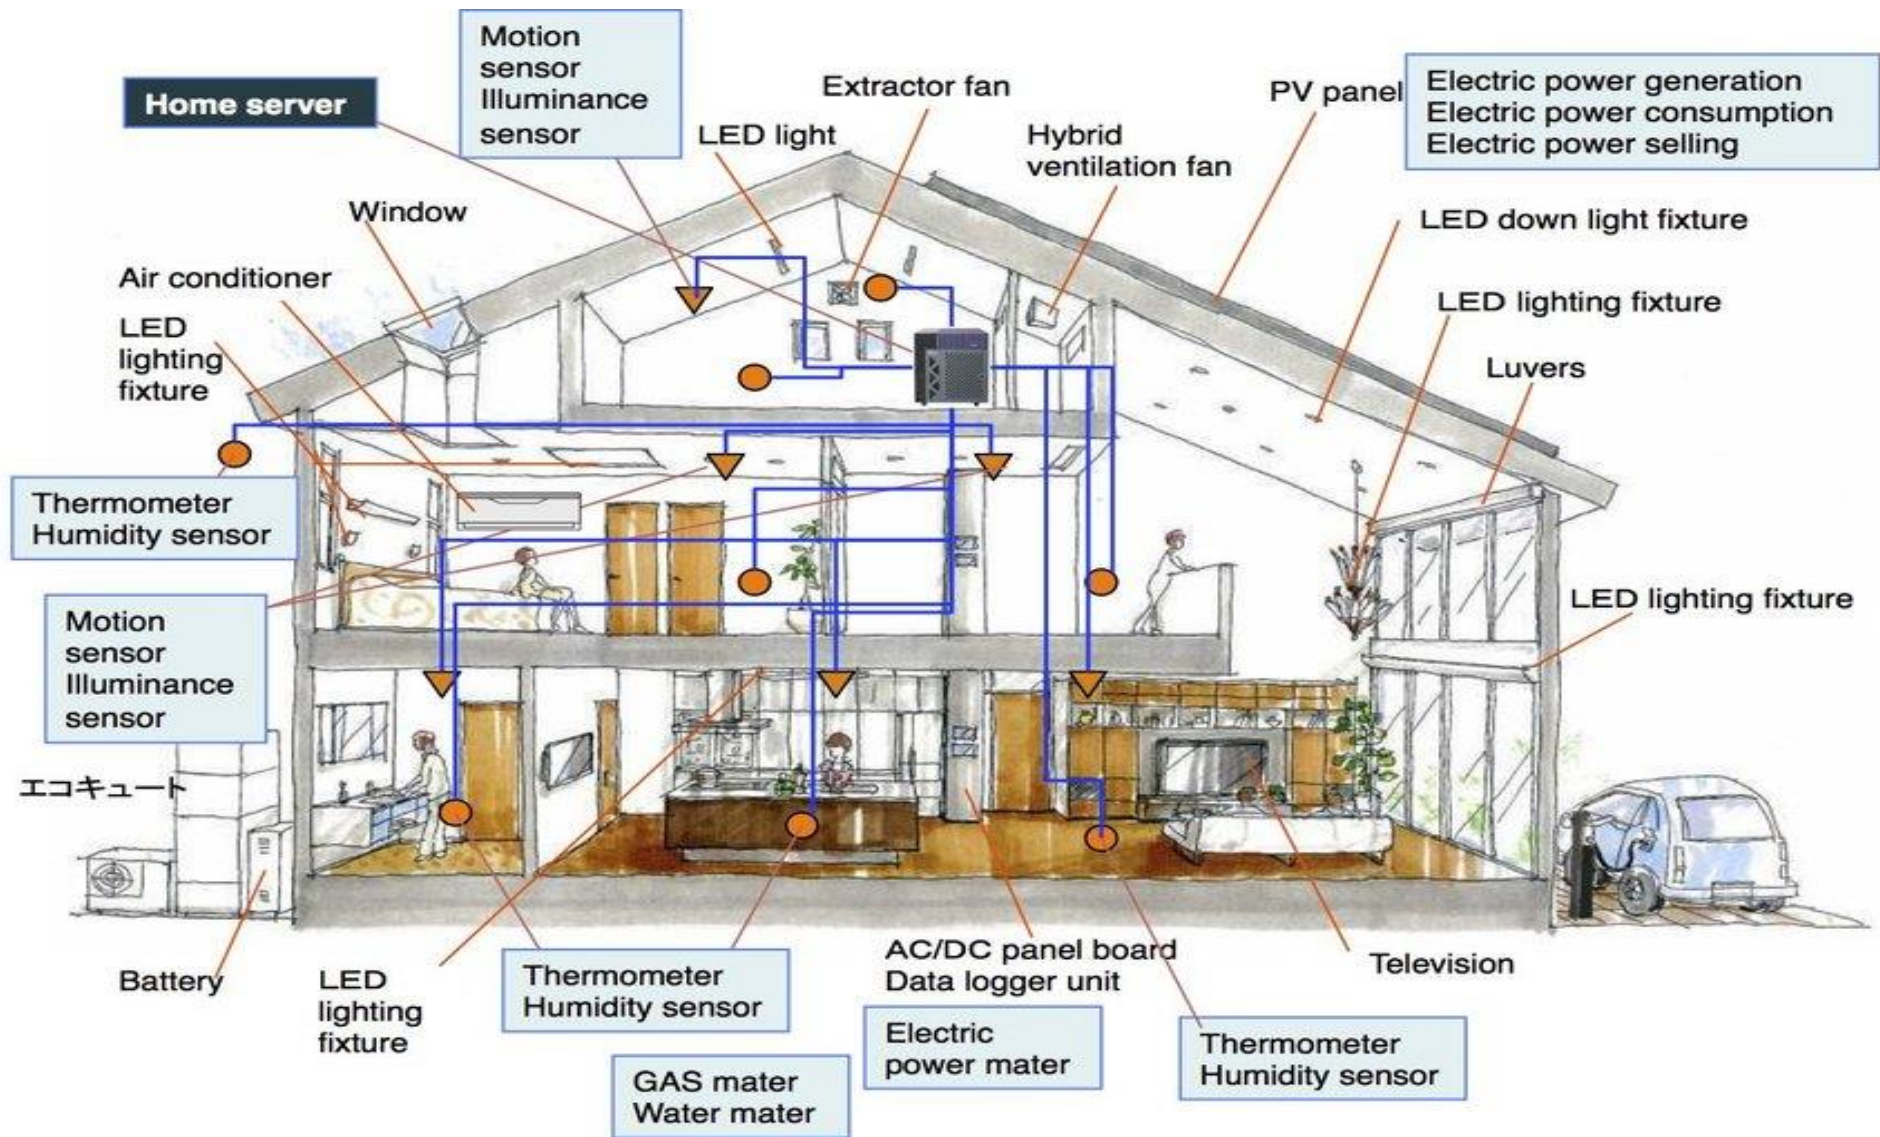 Motion
sensor
Illuminance
sensor
Home server
Extractor fan
LED light
Hybrid
ventilation fan
PV panel
Electric power generation
Electric power consumption
Electric power selling
Window
LED down light fixture
Air conditioner
LED
lighting
fixture
LED lighting fixture
Luvers
Thermometer
Humidity sensor
Motion
sensor
Illuminance
sensor
LED lighting fixture
エコキュート
Battery
LED
lighting
fixture
Thermometer
Humidity sensor
AC/DC panel board
Data logger unit
Television
Electric
power mater
Thermometer
Humidity sensor
GAS mater
Water mater